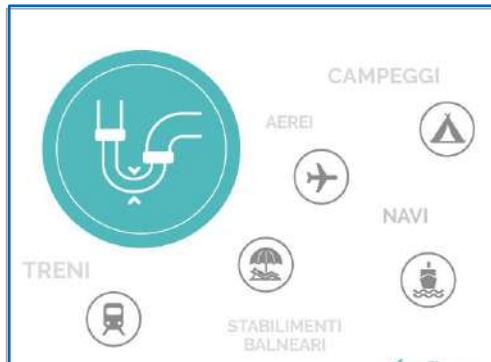 CAMPEGGI
AEREI
NAVI
TRENI
STABILIMENTI
BALNEARI